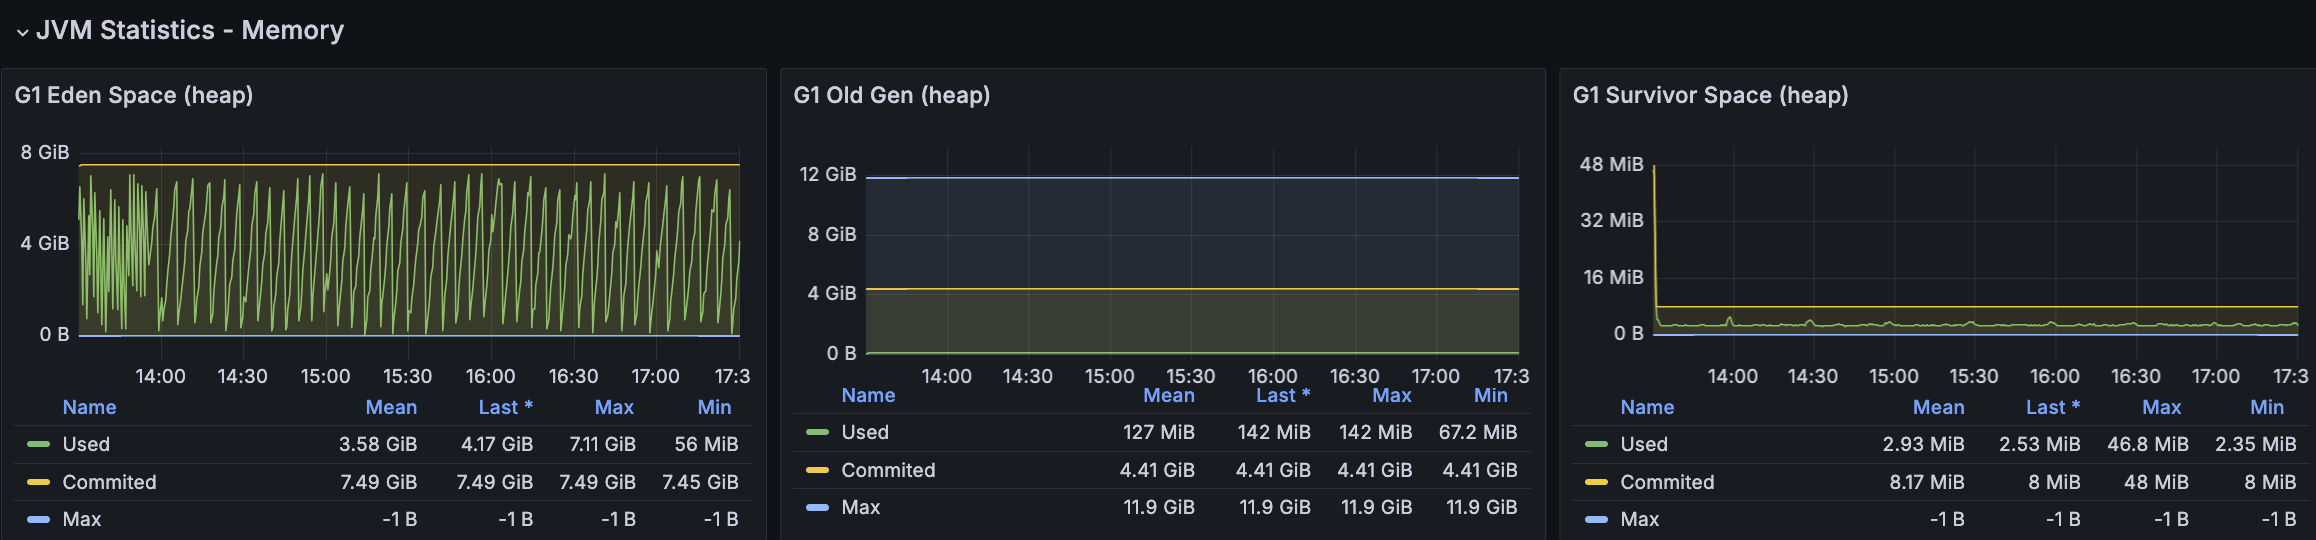 JVM Statistics - Memory
G1 Eden Space (heap)
8 GiB
4 GiB
0 B
14:00 14:30 15:00 15:30 16:00 16:30 17:00 17:3
Name Mean Last * Max Min
Used 3.58 GiB 4.17 GiB 7.11 GiB 56 MiB
Commited 7.49 GiB 7.49 GiB 7.49 GiB 7.45 GiB
Max -1 B -1 B -1 B -1 B
G1 Old Gen (heap)
12 GiB
8 GiB
4 GiB
0 B
14:00 14:30 15:00 15:30 16:00 16:30 17:00 17:3
Name Mean Last * Max Min
Used 127 MiB 142 MiB 142 MiB 67.2 MiB
Commited 4.41 GiB 4.41 GiB 4.41 GiB 4.41 GiB
Max 11.9 GiB 11.9 GiB 11.9 GiB 11.9 GiB
G1 Survivor Space (heap)
48 MiB
32 MiB
16 MiB
0 B
14:00 14:30 15:00 15:30 16:00 16:30 17:00 17:3
Name Mean Last * Max Min
Used 2.93 MiB 2.53 MiB 46.8 MiB 2.35 MiB
Commited 8.17 MiB 8 MiB 48 MiB 8 MiB
Max -1 B -1 B -1 B -1 B